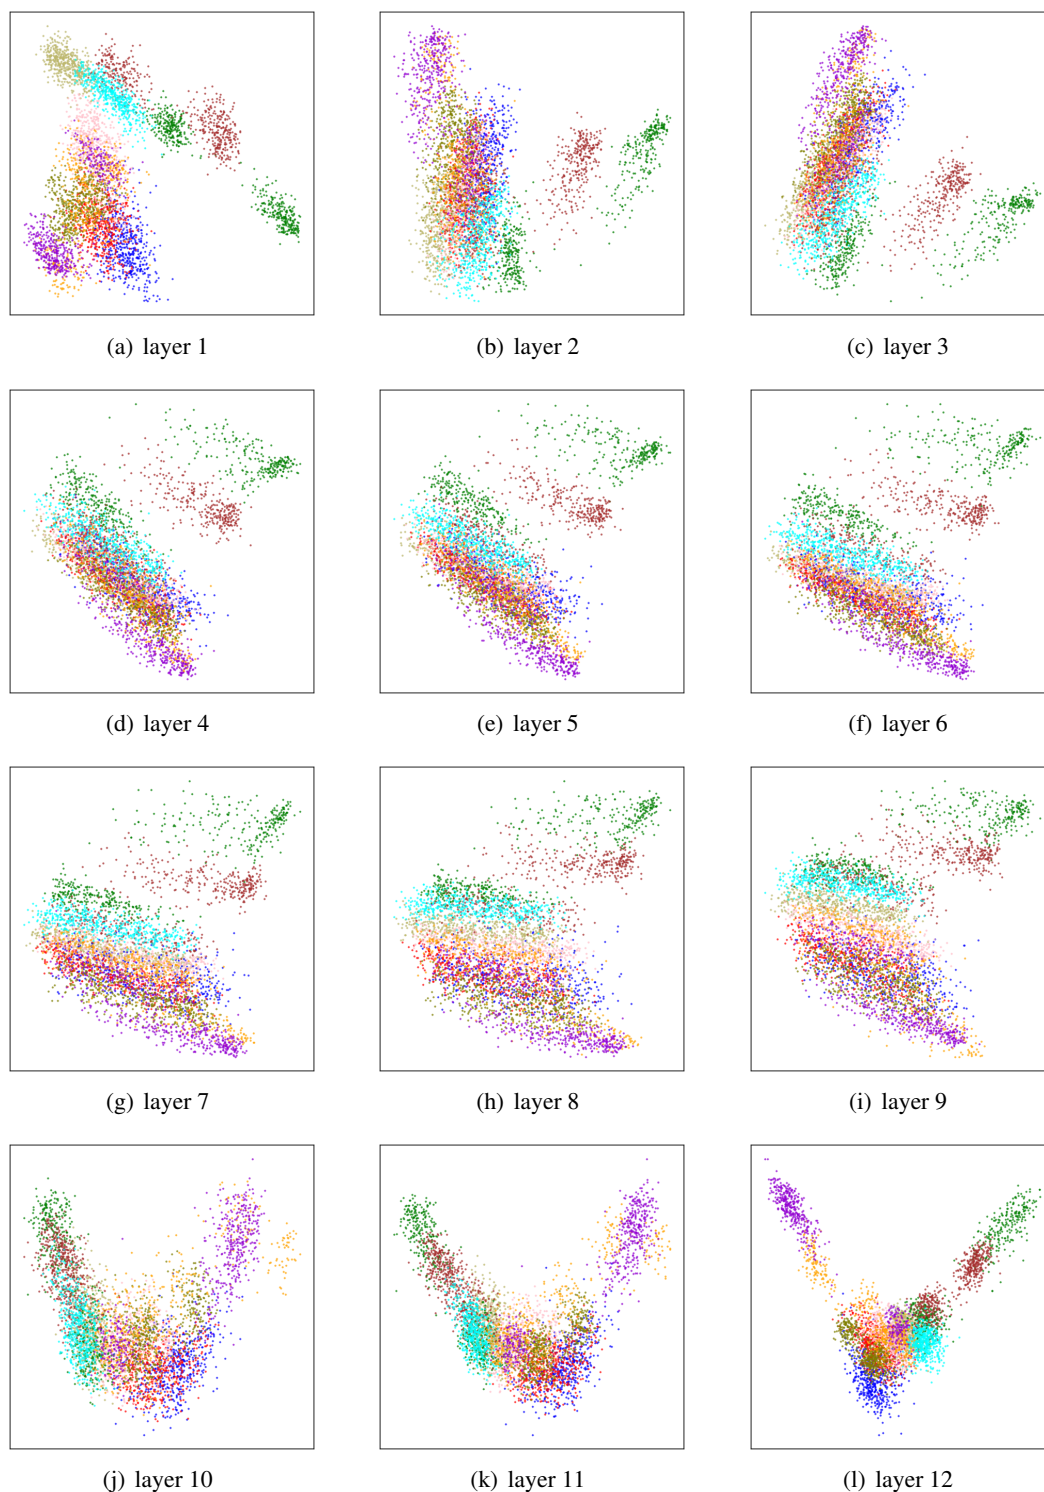 (a) layer 1
(b) layer 2
(c) layer 3
(d) layer 4
(e) layer 5
(f) layer 6
(g) layer 7
(h) layer 8
(i) layer 9
(j) layer 10
(k) layer 11
(l) layer 12